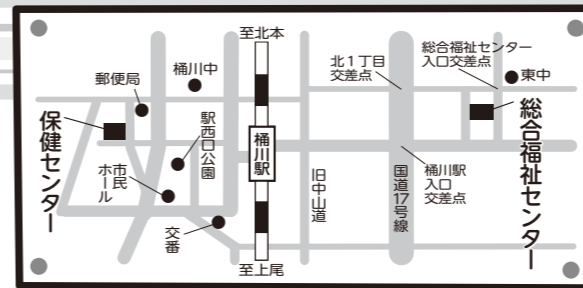 至北本
郵便局
桶川中
北1丁目
交差点
総合福祉センター
入口交差点
東中
保健センター
駅西口公園
桶川駅
総合福祉センター
市民
ホール
旧中山道
国道17号線
桶川駅
入口
交差点
交番
至上尾